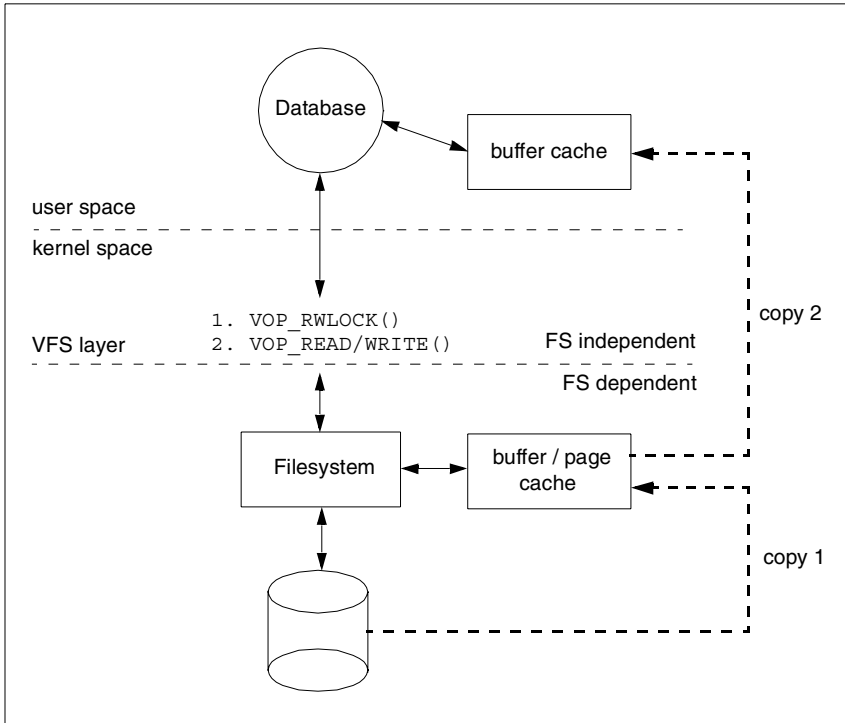 Database
buffer cache
user space
kernel space
copy 2
1. VOP_RWLOCK()
2. VOP_READ/WRITE()
VFS layer
FS independent
FS dependent
Filesystem
buffer / page
cache
copy 1